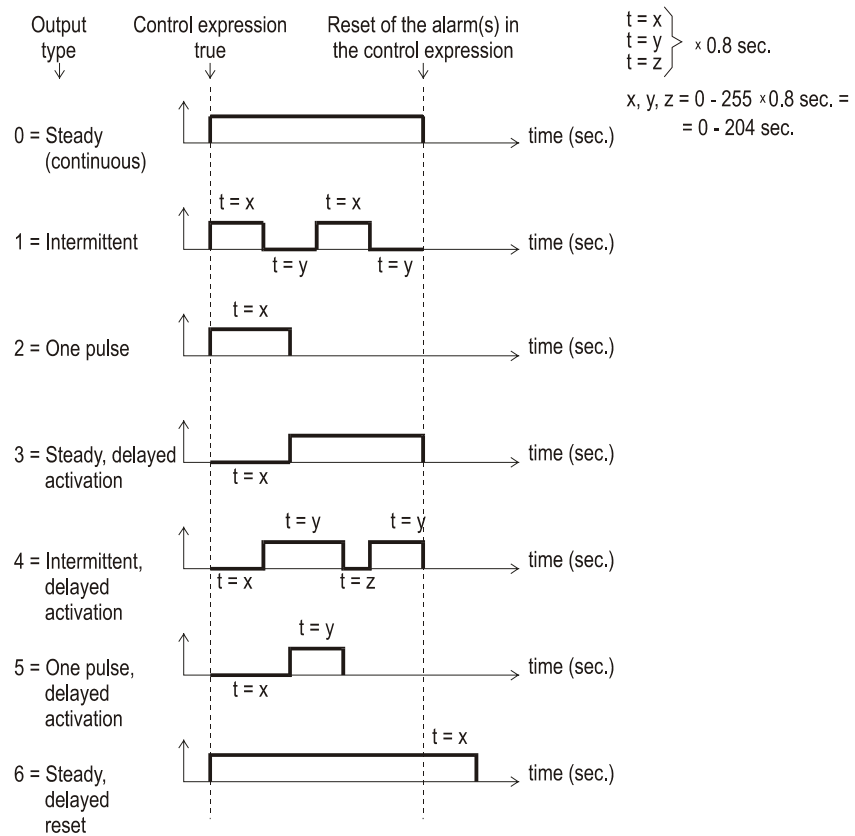 Output
type
Control expression
true
Reset of the alarm(s) in
the control expression
t = x
t = y
t = z
× 0.8 sec.
x, y, z = 0 - 255 ×0.8 sec. =
= 0 - 204 sec.
0 = Steady
(continuous)
time (sec.)
t = x
t = x
1 = Intermittent
time (sec.)
t = y
t = y
t = x
2 = One pulse
time (sec.)
3 = Steady, delayed
activation
time (sec.)
t = x
t = y
t = y
4 = Intermittent,
delayed
activation
time (sec.)
t = x
t = z
t = y
5 = One pulse,
delayed
activation
time (sec.)
t = x
t = x
6 = Steady,
delayed
reset
time (sec.)